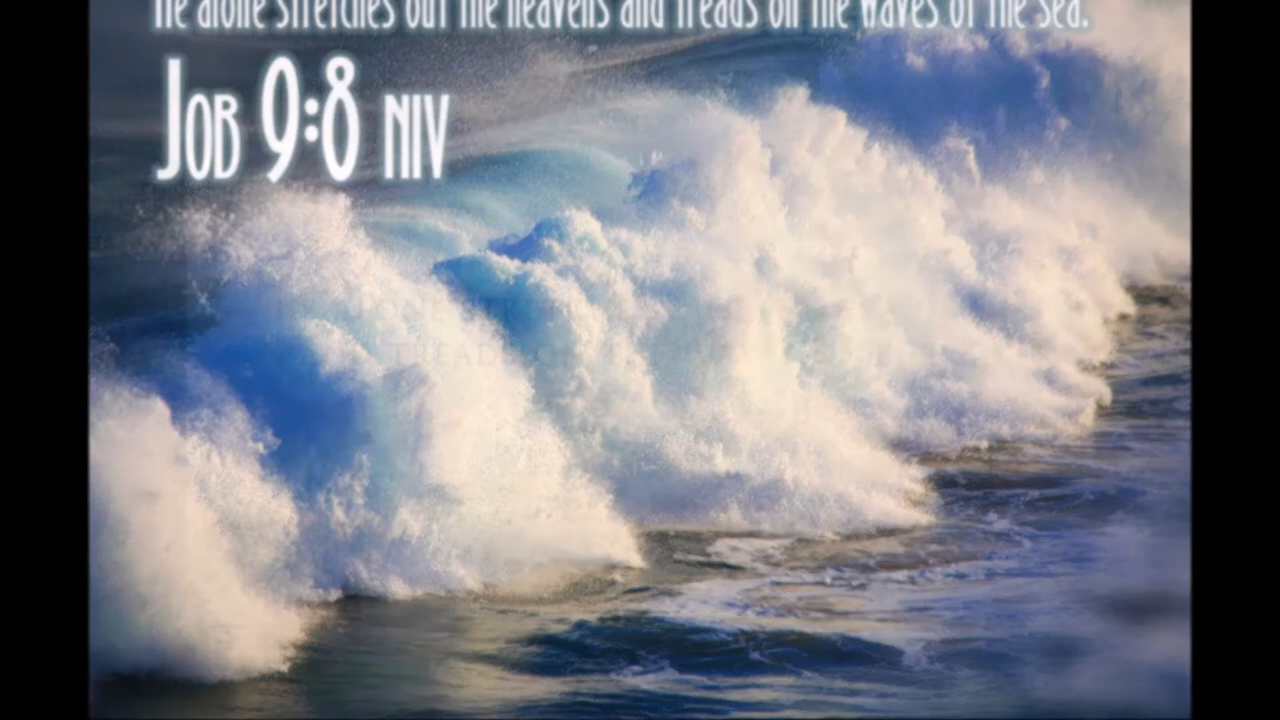 He alone stretches out the heavens and treads on the waves of the sea.
Job 9:8 NIV